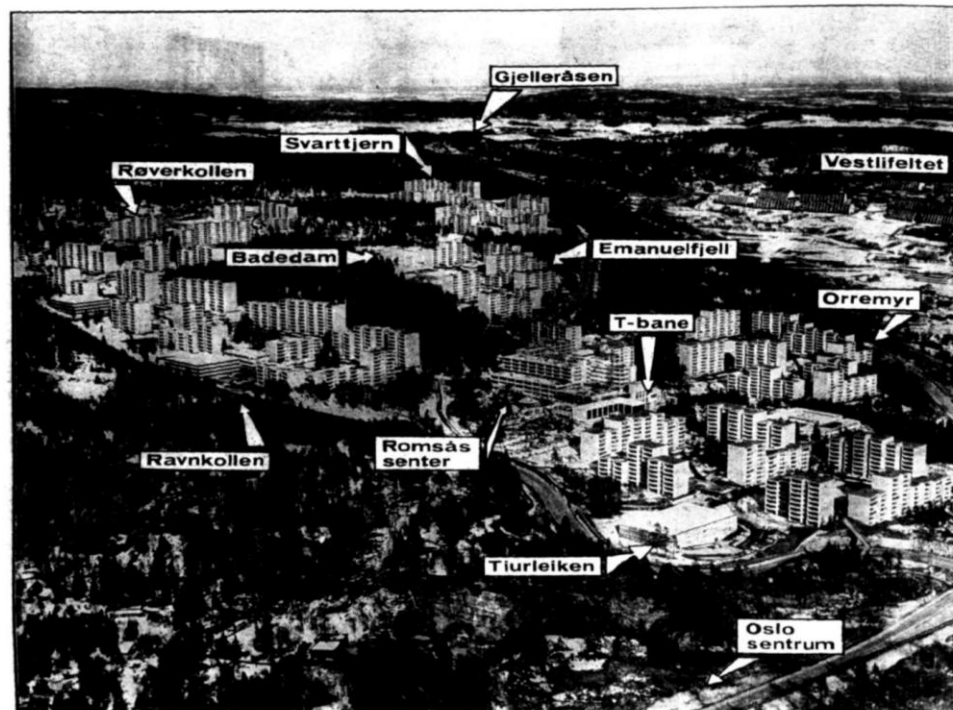 Gjelleråsen
Svarttjern
Røverkollen
Vestlifeltet
Badedam
Emanuelfjell
Orremyr
T-bane
Ravnkollen
Romsås
senter
Tiurleiken
Oslo
sentrum